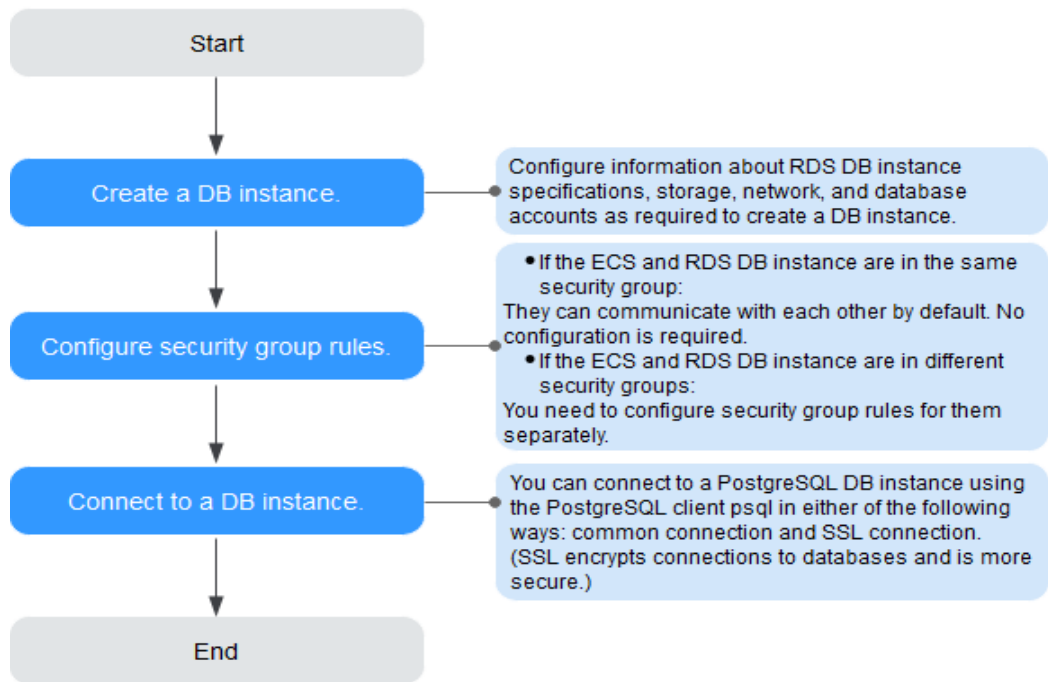 Start
Create a DB instance.
Configure information about RDS DB instance
specifications, storage, network, and database
accounts as required to create a DB instance.
Configure security group rules.
• If the ECS and RDS DB instance are in the same
security group:
They can communicate with each other by default. No
configuration is required.
• If the ECS and RDS DB instance are in different
security groups:
You need to configure security group rules for them
separately.
Connect to a DB instance.
You can connect to a PostgreSQL DB instance using
the PostgreSQL client psql in either of the following
ways: common connection and SSL connection.
(SSL encrypts connections to databases and is more
secure.)
End